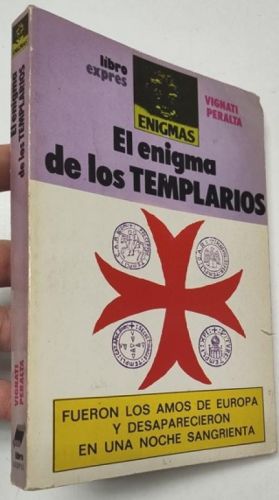 libro
expres
ENIGMAS
VIGNATI
PERALTA
El enigma
de los TEMPLARIOS
FUERON LOS AMOS DE EUROPA
Y DESAPARECIERON
EN UNA NOCHE SANGRIENTA
El enigma
de los TEMPLARIOS
VIGNATI
PERALTA
libro